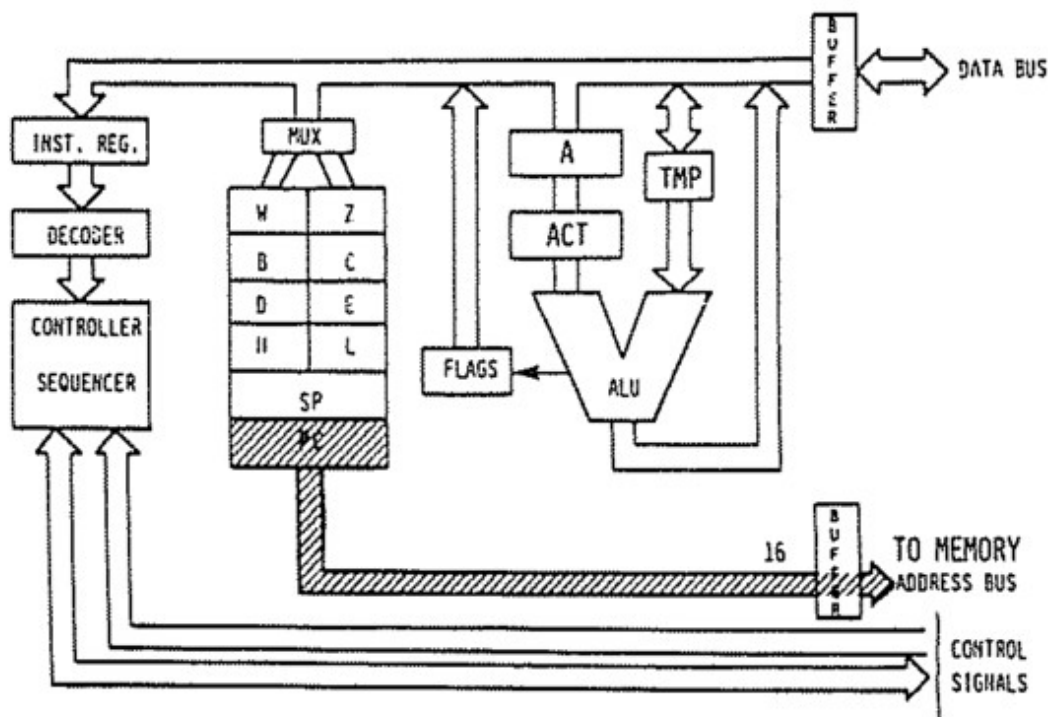 BUFFER
DATA BUS
INST. REG.
MUX
A
TMP
DECODER
W Z
ACT
B C
CONTROLLER
SEQUENCER
D E
H L
FLAGS
ALU
SP
PC
16
BUFFER
TO MEMORY
ADDRESS BUS
CONTROL
SIGNALS